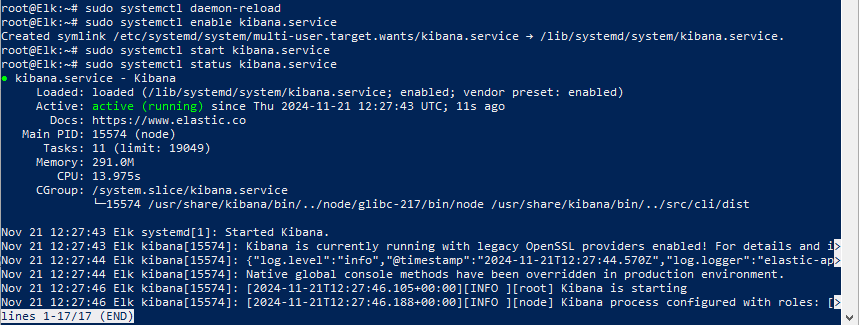 root@Elk:~# sudo systemctl daemon-reload
root@Elk:~# sudo systemctl enable kibana.service
Created symlink /etc/systemd/system/multi-user.target.wants/kibana.service → /lib/systemd/system/kibana.service.
root@Elk:~# sudo systemctl start kibana.service
root@Elk:~# sudo systemctl status kibana.service
● kibana.service - Kibana
Loaded: loaded (/lib/systemd/system/kibana.service; enabled; vendor preset: enabled)
Active: active (running) since Thu 2024-11-21 12:27:43 UTC; 11s ago
Docs: https://www.elastic.co
Main PID: 15574 (node)
Tasks: 11 (limit: 19049)
Memory: 291.0M
CPU: 13.975s
CGroup: /system.slice/kibana.service
└─15574 /usr/share/kibana/bin/../node/glibc-217/bin/node /usr/share/kibana/bin/../src/cli/dist
Nov 21 12:27:43 Elk systemd[1]: Started Kibana.
Nov 21 12:27:43 Elk kibana[15574]: Kibana is currently running with legacy OpenSSL providers enabled! For details and i>
Nov 21 12:27:44 Elk kibana[15574]: {"log.level":"info","@timestamp":"2024-11-21T12:27:44.570Z","log.logger":"elastic-ap>
Nov 21 12:27:44 Elk kibana[15574]: Native global console methods have been overridden in production environment.
Nov 21 12:27:46 Elk kibana[15574]: [2024-11-21T12:27:46.105+00:00][INFO ][root] Kibana is starting
Nov 21 12:27:46 Elk kibana[15574]: [2024-11-21T12:27:46.188+00:00][INFO ][node] Kibana process configured with roles: [>
lines 1-17/17 (END)